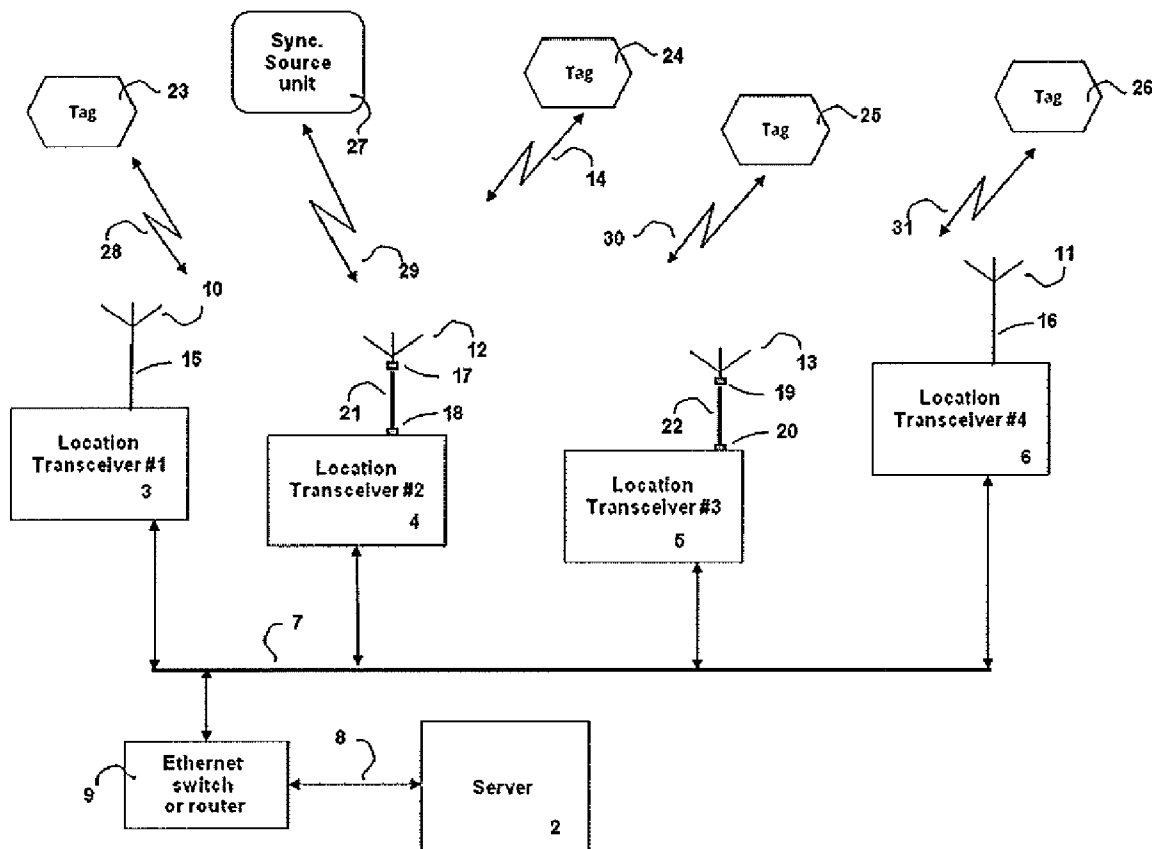 Sync.
Source
unit
27
Tag
23
Tag
24
Tag
25
Tag
26
28
29
14
30
31
10
15
12
17
21
18
13
19
22
20
11
16
Location
Transceiver #1
3
Location
Transceiver #2
4
Location
Transceiver #3
5
Location
Transceiver #4
6
7
Ethernet
switch
or router
9
8
Server
2